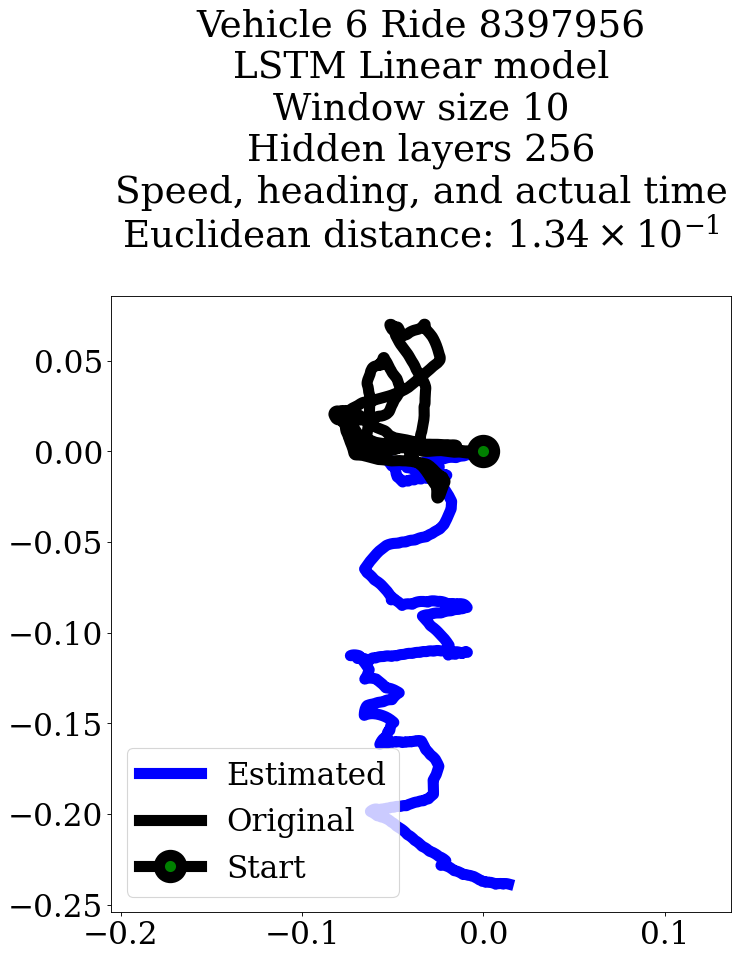 Vehicle 6 Ride 8397956
LSTM Linear model
Window size 10
Hidden layers 256
Speed, heading, and actual time
Euclidean distance: 1.34 × 10⁻¹
0.05
0.00
−0.05
−0.10
−0.15
−0.20
−0.25
Estimated
Original
Start
−0.2 −0.1 0.0 0.1